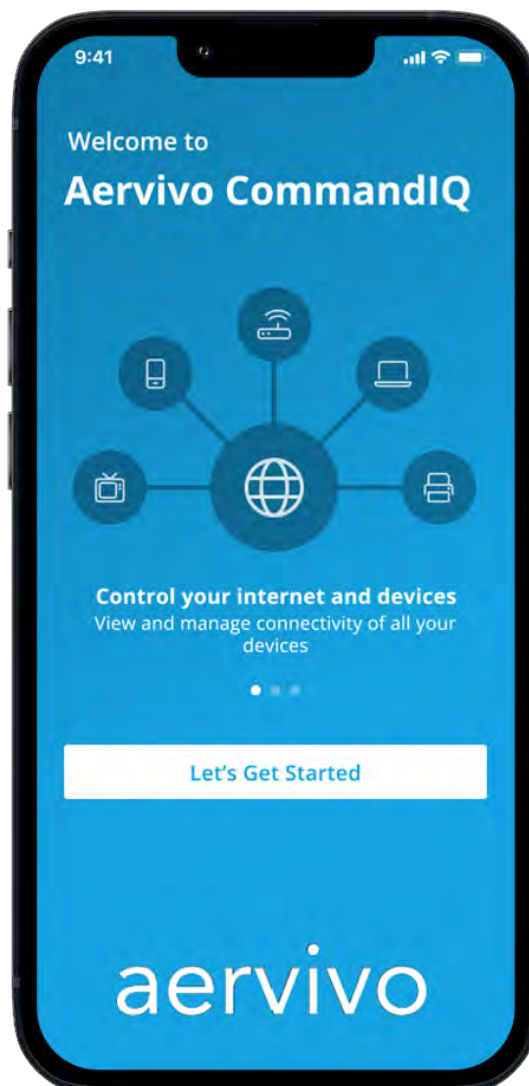 9:41
Welcome to
Aervivo CommandIQ
Control your internet and devices
View and manage connectivity of all your
devices
Let's Get Started
aervivo